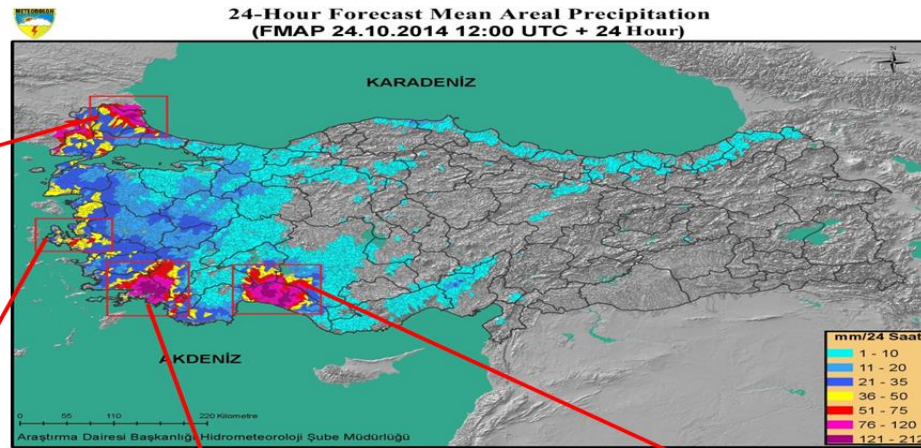 METEOROLOJİ
24-Hour Forecast Mean Areal Precipitation
(FMAP 24.10.2014 12:00 UTC + 24 Hour)
N
KARADENİZ
AKDENİZ
mm/24 Saat
1 - 10
11 - 20
21 - 35
36 - 50
51 - 75
76 - 120
121 - 210
0 55 110 220 Kilometre
Araştırma Dairesi Başkanlığı Hidrometeoroloji Şube Müdürlüğü